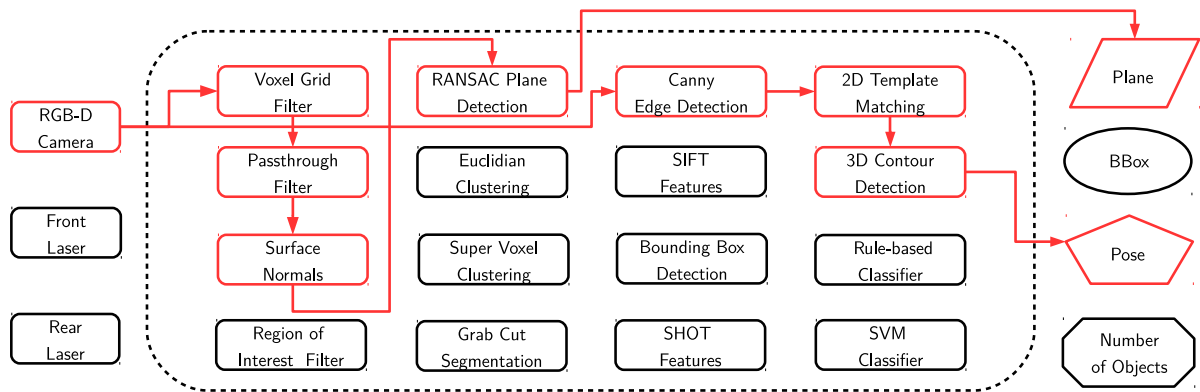 RGB-D
Camera
Front
Laser
Rear
Laser
Voxel Grid
Filter
Passthrough
Filter
Surface
Normals
Region of
Interest Filter
RANSAC Plane
Detection
Euclidian
Clustering
Super Voxel
Clustering
Grab Cut
Segmentation
Canny
Edge Detection
SIFT
Features
Bounding Box
Detection
SHOT
Features
2D Template
Matching
3D Contour
Detection
Rule-based
Classifier
SVM
Classifier
Plane
BBox
Pose
Number
of Objects